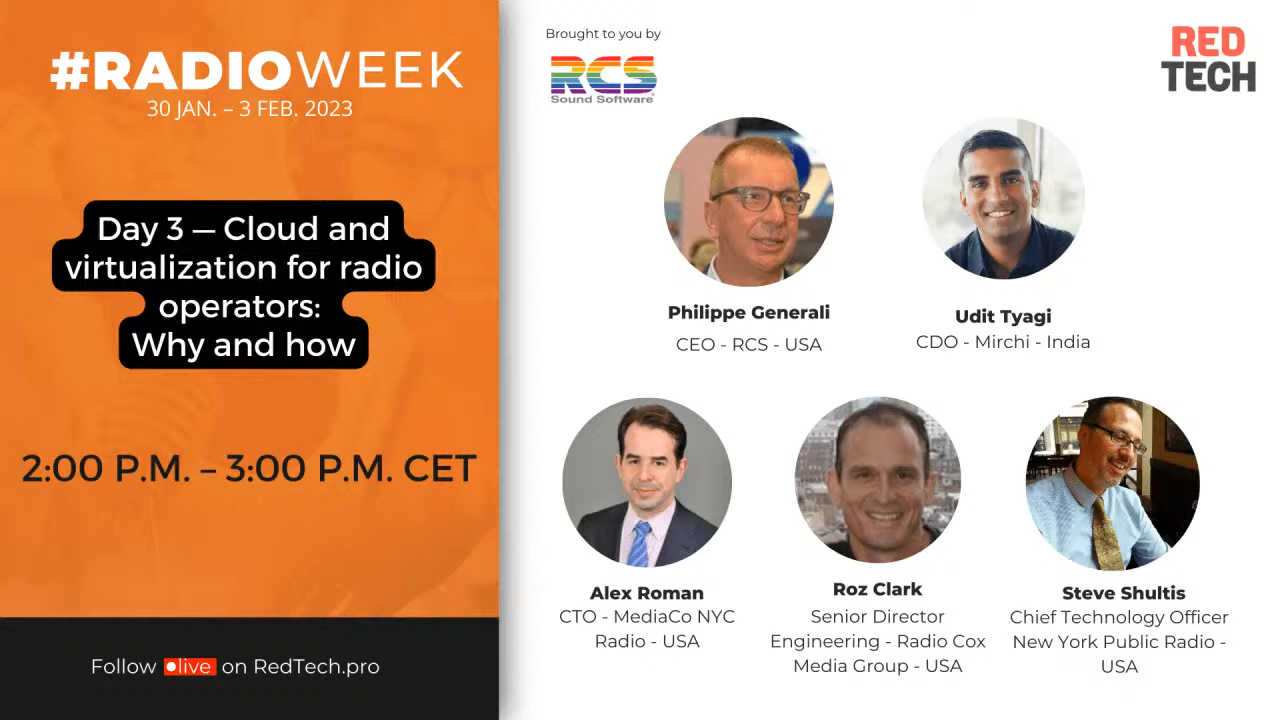 #RADIOWEEK
30 JAN. – 3 FEB. 2023
Day 3 — Cloud and
virtualization for radio
operators:
Why and how
2:00 P.M. – 3:00 P.M. CET
Follow live on RedTech.pro
Brought to you by
RCS
Sound Software
RED
TECH
Philippe Generali
CEO - RCS - USA
Udit Tyagi
CDO - Mirchi - India
Alex Roman
CTO - MediaCo NYC
Radio - USA
Roz Clark
Senior Director
Engineering - Radio Cox
Media Group - USA
Steve Shultis
Chief Technology Officer
New York Public Radio -
USA